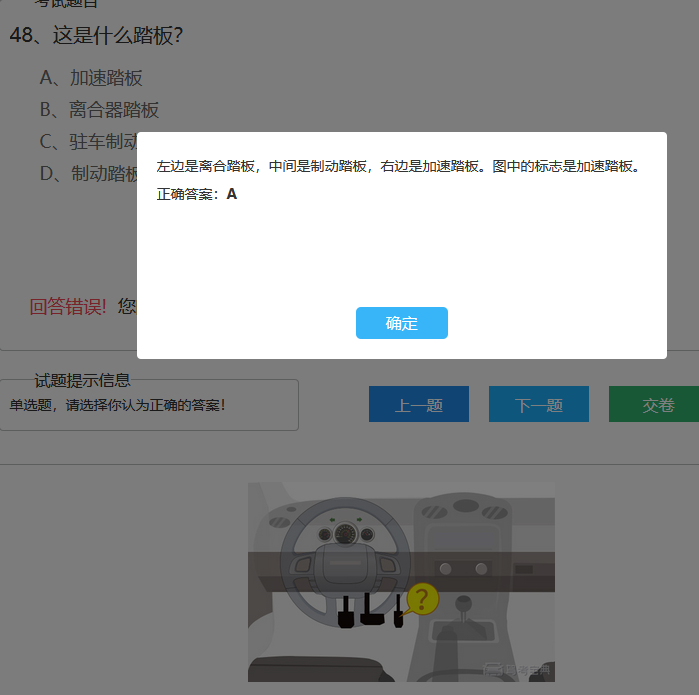 考试题目
48、这是什么踏板？
A、加速踏板
B、离合器踏板
C、驻车制动
D、制动踏板
左边是离合踏板，中间是制动踏板，右边是加速踏板。图中的标志是加速踏板。
正确答案：A
确定
回答错误！您
试题提示信息
单选题，请选择你认为正确的答案！
上一题
下一题
交卷
?